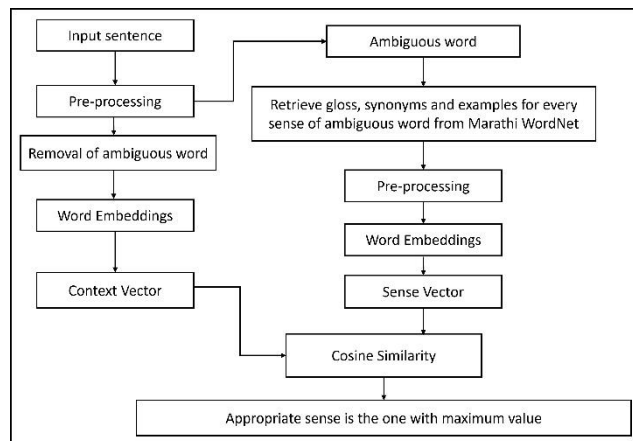 Input sentence
Pre-processing
Removal of ambiguous word
Word Embeddings
Context Vector
Ambiguous word
Retrieve gloss, synonyms and examples for every
sense of ambiguous word from Marathi WordNet
Pre-processing
Word Embeddings
Sense Vector
Cosine Similarity
Appropriate sense is the one with maximum value